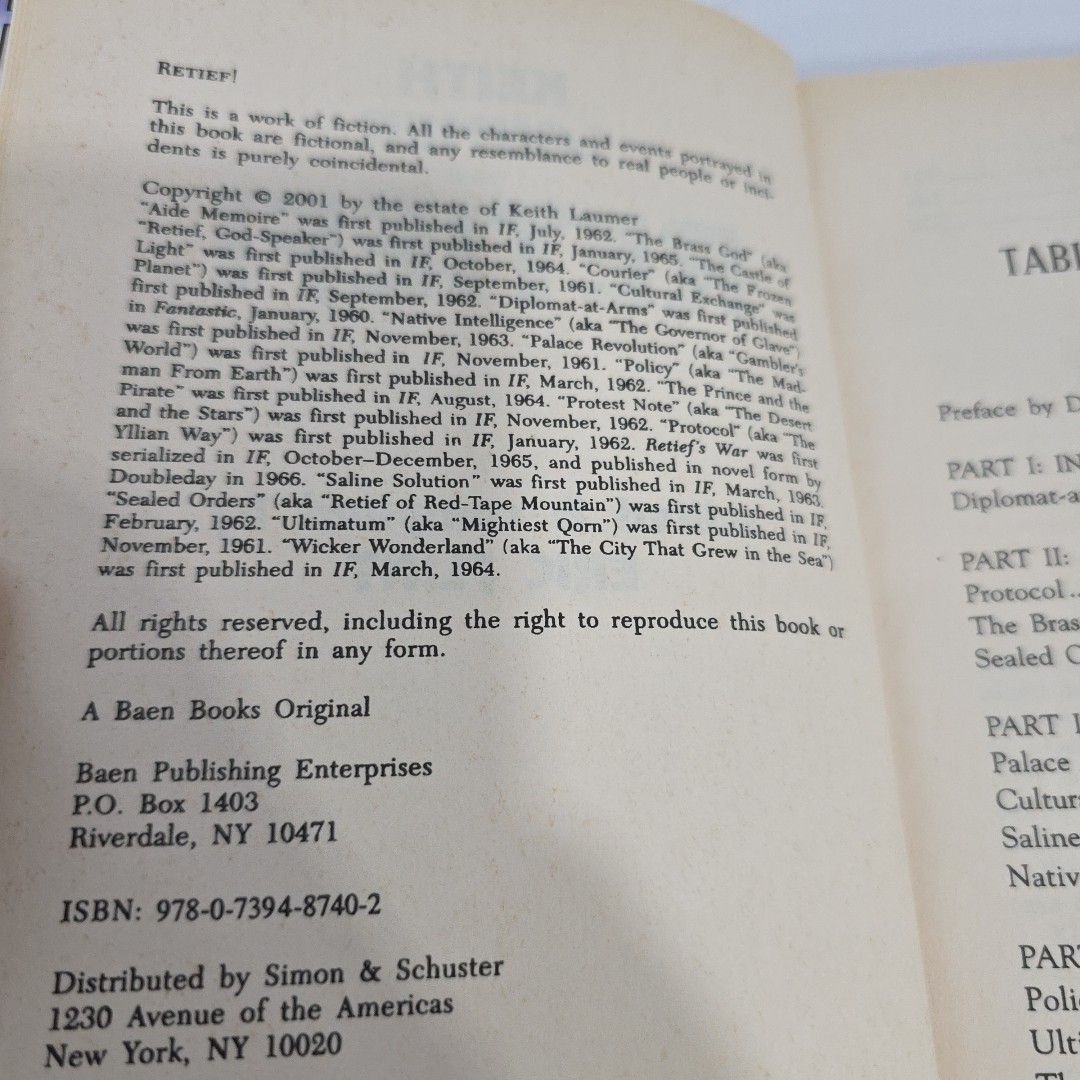 RETIEF!
This is a work of fiction. All the characters and events portrayed in
this book are fictional, and any resemblance to real people or inci-
dents is purely coincidental.
Copyright © 2001 by the estate of Keith Laumer
"Aide Memoire" was first published in IF, July, 1962. "The Brass God" (aka
"Retief, God-Speaker") was first published in IF, January, 1965. "The Castle of
Light" was first published in IF, October, 1964. "Courier" (aka "The Frozen
Planet") was first published in IF, September, 1961. "Cultural Exchange" was
first published in IF, September, 1962. "Diplomat-at-Arms" was first published
in Fantastic, January, 1960. "Native Intelligence" (aka "The Governor of Glave")
was first published in IF, November, 1963. "Palace Revolution" (aka "Gambler's
World") was first published in IF, November, 1961. "Policy" (aka "The Mad-
man From Earth") was first published in IF, March, 1962. "The Prince and the
Pirate" was first published in IF, August, 1964. "Protest Note" (aka "The Desert
and the Stars") was first published in IF, November, 1962. "Protocol" (aka "The
Yllian Way") was first published in IF, January, 1962. Retief's War was first
serialized in IF, October–December, 1965, and published in novel form by
Doubleday in 1966. "Saline Solution" was first published in IF, March, 1963.
"Sealed Orders" (aka "Retief of Red-Tape Mountain") was first published in IF,
February, 1962. "Ultimatum" (aka "Mightiest Qorn") was first published in IF,
November, 1961. "Wicker Wonderland" (aka "The City That Grew in the Sea")
was first published in IF, March, 1964.
All rights reserved, including the right to reproduce this book or
portions thereof in any form.
A Baen Books Original
Baen Publishing Enterprises
P.O. Box 1403
Riverdale, NY 10471
ISBN: 978-0-7394-8740-2
Distributed by Simon & Schuster
1230 Avenue of the Americas
New York, NY 10020
TABL
Preface by D
PART I: IN
Diplomat-a
PART II:
Protocol..
The Bras
Sealed O
PART I
Palace
Cultur
Saline
Nativ
PAR
Poli
Ulti